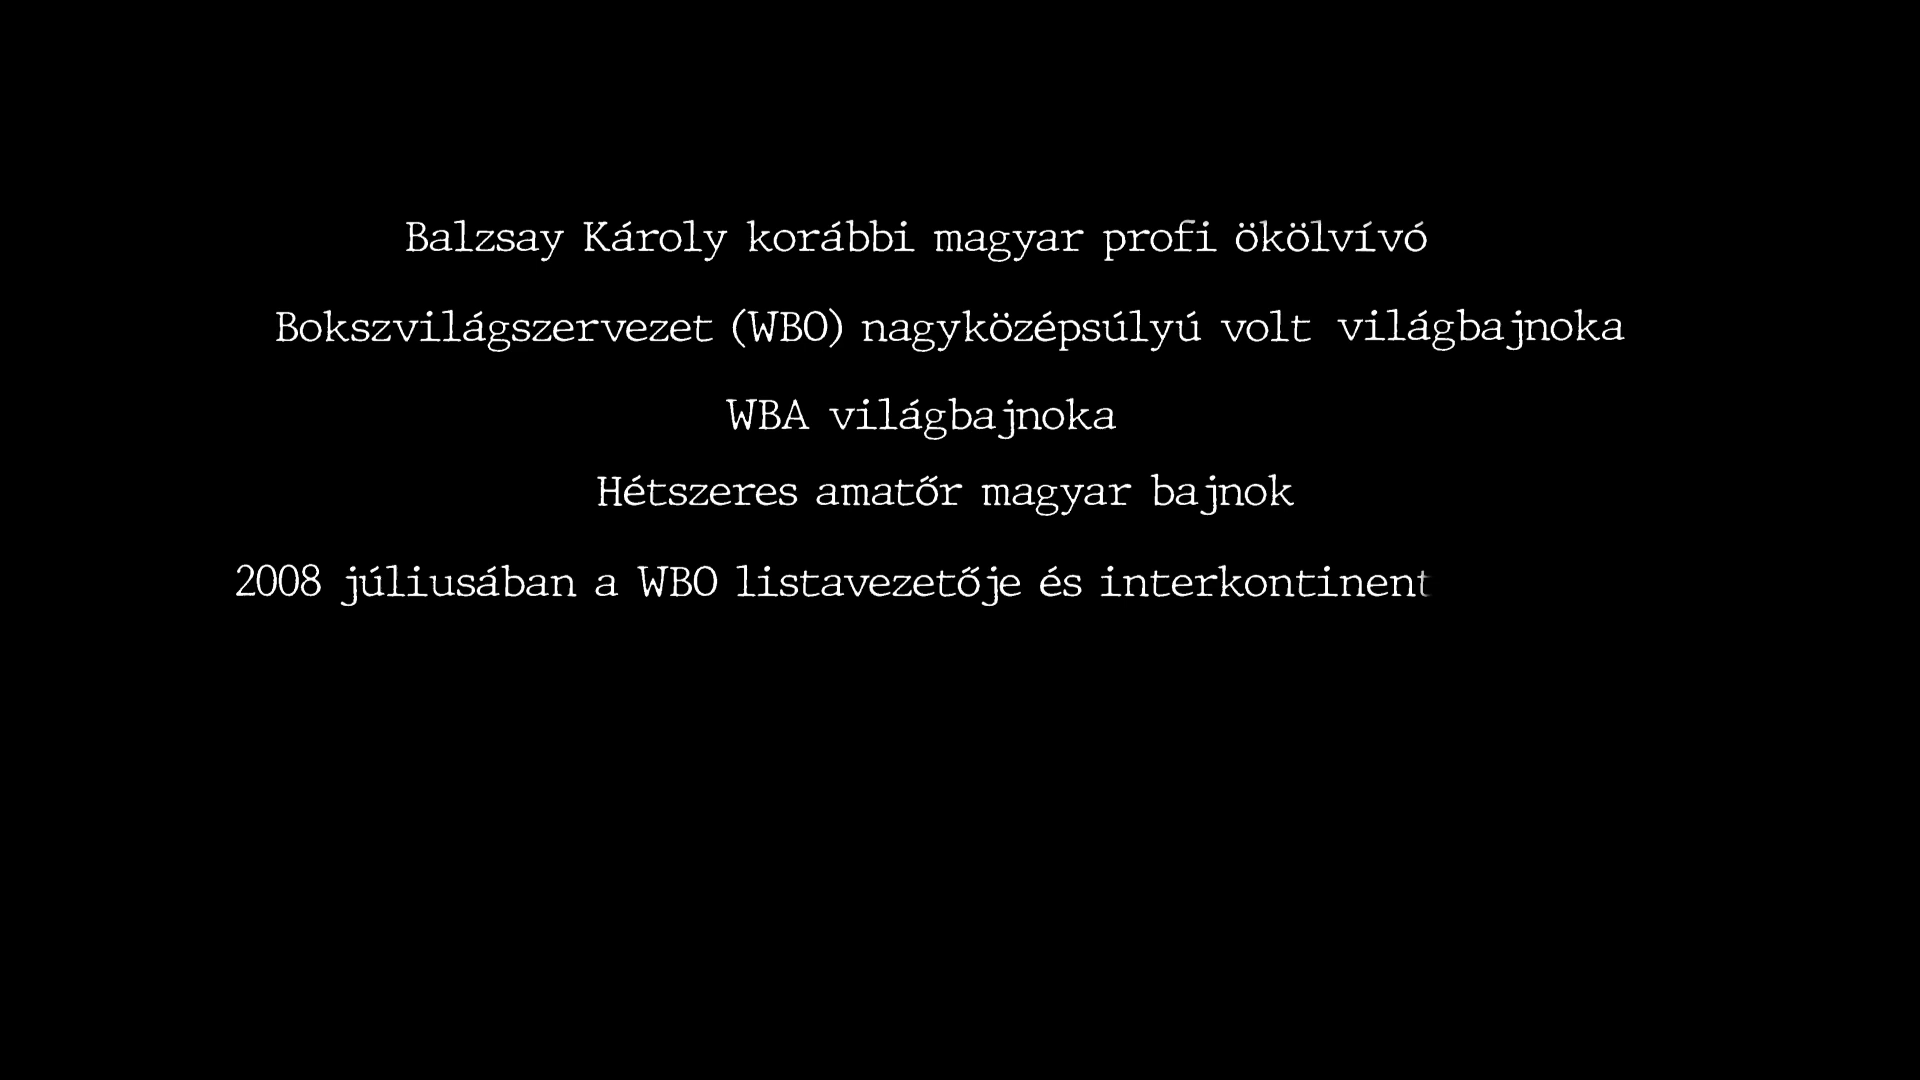 Balzsay Károly korábbi magyar profi ökölvívó
Bokszvilágszervezet (WBO) nagyközépsúlyú volt világbajnoka
WBA világbajnoka
Hétszeres amatőr magyar bajnok
2008 júliusában a WBO listavezetője és interkontinent